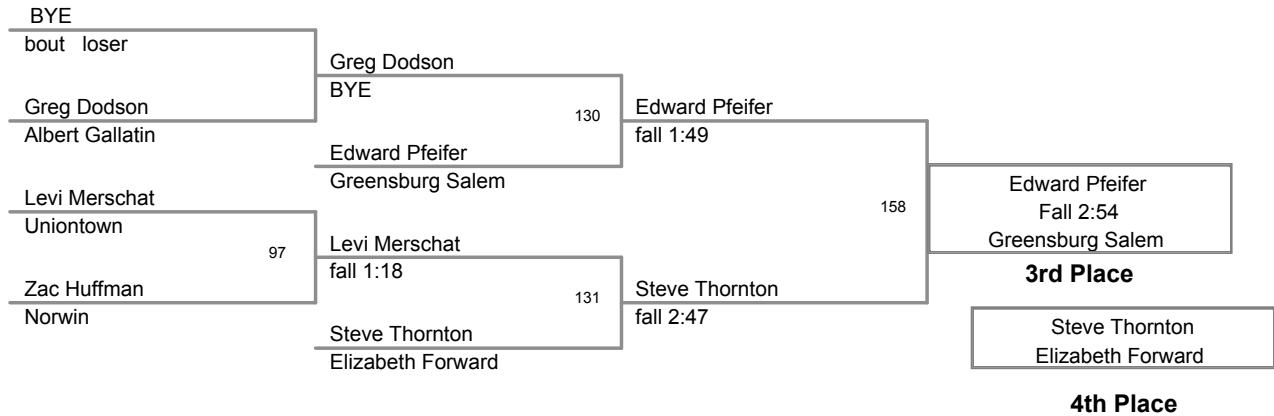 BYE
bout loser
Greg Dodson
Albert Gallatin
Levi Merschat
Uniontown
97
Zac Huffman
Norwin
Greg Dodson
BYE
130
Edward Pfeifer
Greensburg Salem
Levi Merschat
fall 1:18
131
Steve Thornton
Elizabeth Forward
Edward Pfeifer
fall 1:49
158
Steve Thornton
fall 2:47
Edward Pfeifer
Fall 2:54
Greensburg Salem
3rd Place
Steve Thornton
Elizabeth Forward
4th Place